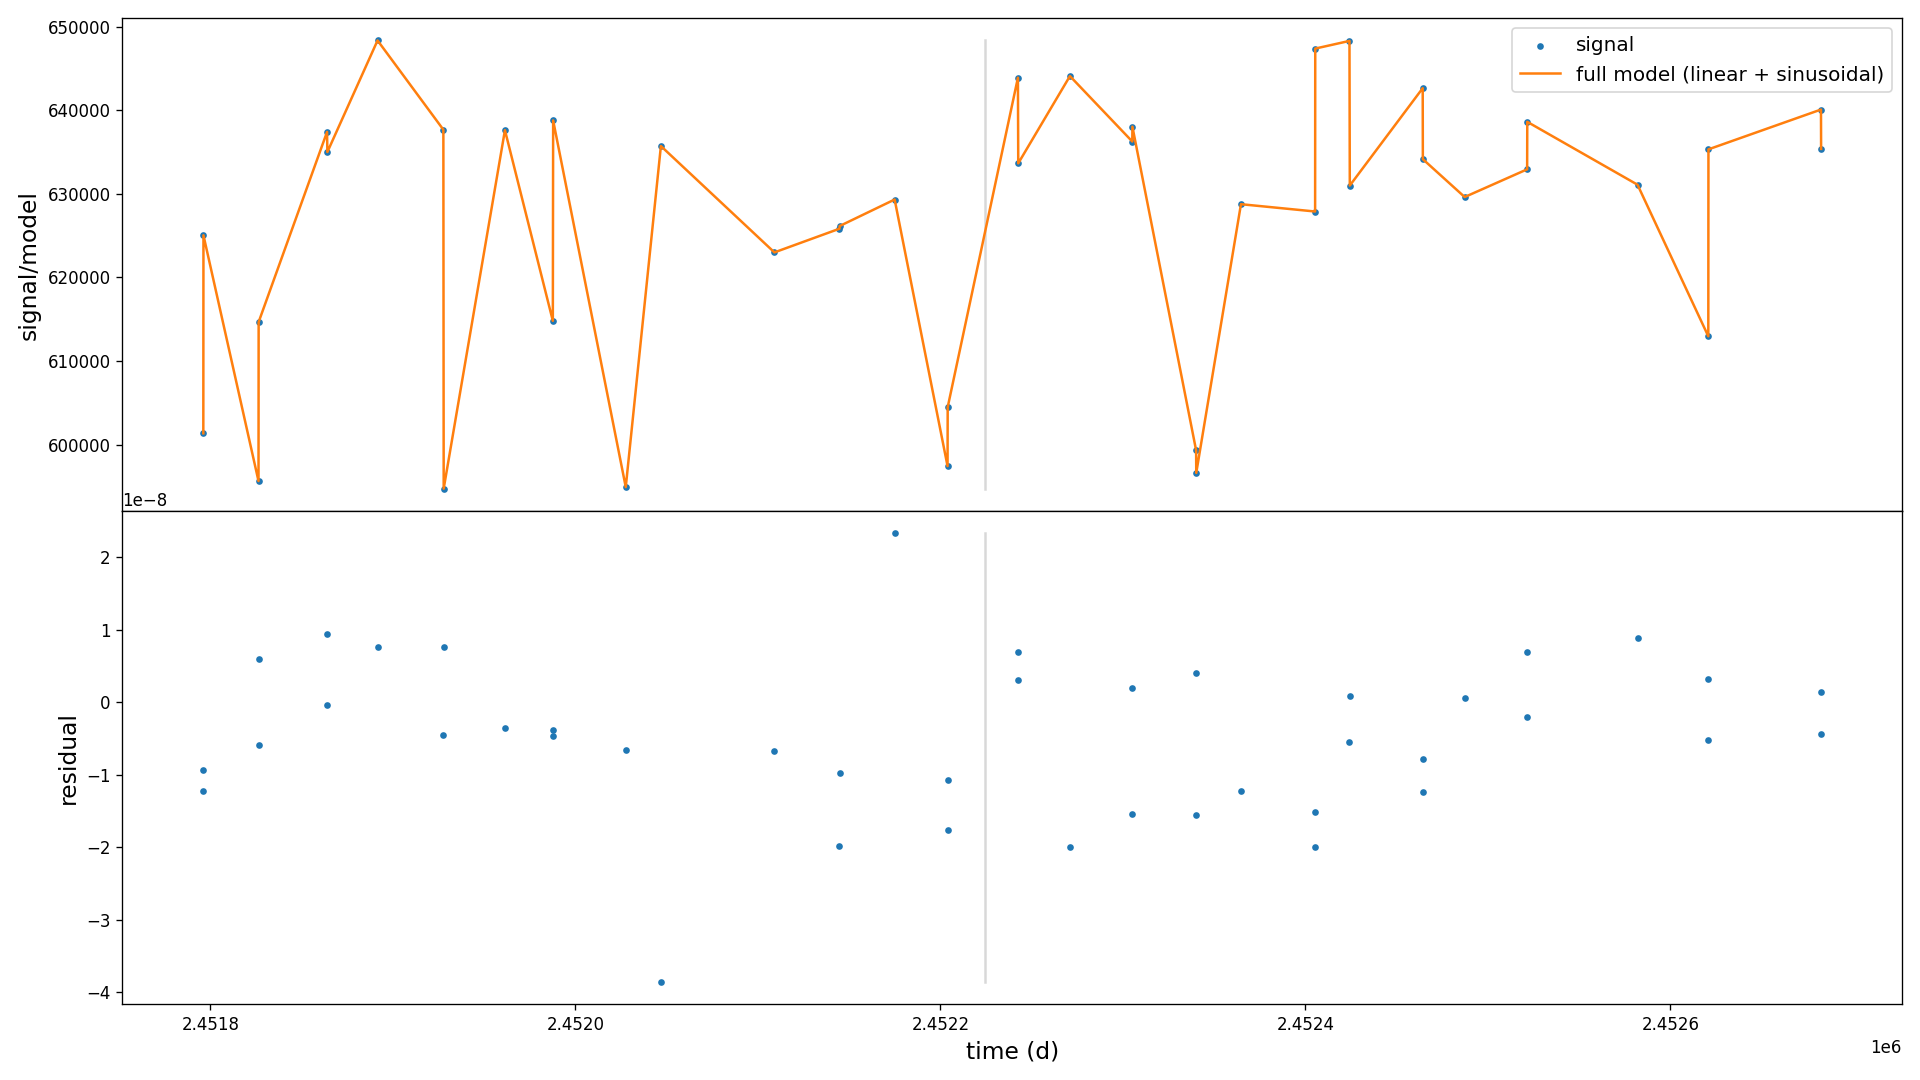 650000
640000
630000
620000
610000
600000
signal/model
signal
full model (linear + sinusoidal)
1e−8
2
1
0
−1
−2
−3
−4
residual
2.4518
2.4520
2.4522
2.4524
2.4526
time (d)
1e6